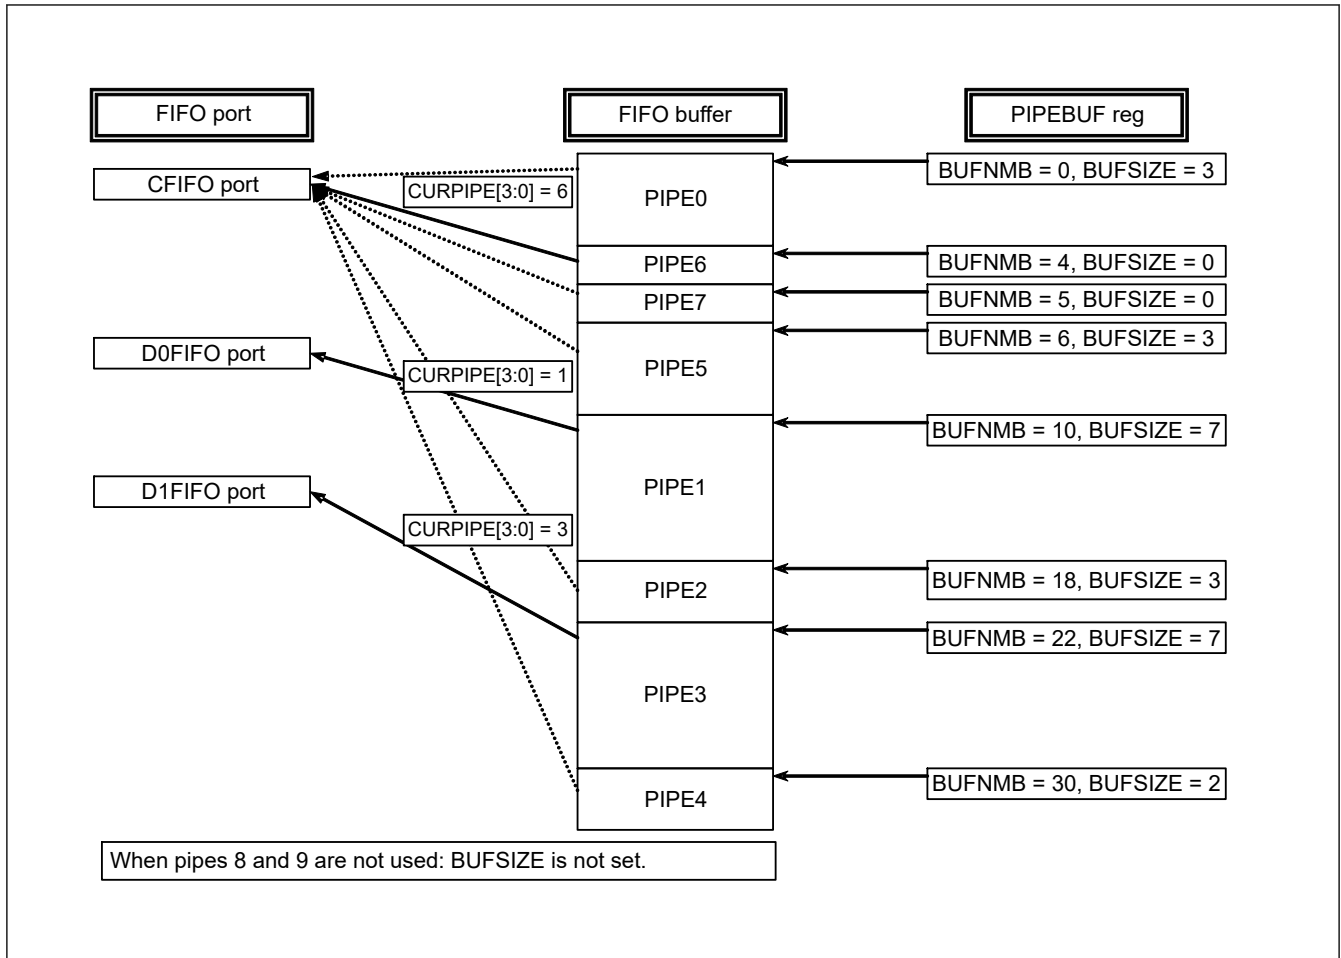 FIFO port
FIFO buffer
PIPEBUF reg
CFIFO port
CURPIPE[3:0] = 6
PIPE0
BUFNMB = 0, BUFSIZE = 3
PIPE6
BUFNMB = 4, BUFSIZE = 0
PIPE7
BUFNMB = 5, BUFSIZE = 0
D0FIFO port
CURPIPE[3:0] = 1
PIPE5
BUFNMB = 6, BUFSIZE = 3
BUFNMB = 10, BUFSIZE = 7
D1FIFO port
PIPE1
CURPIPE[3:0] = 3
PIPE2
BUFNMB = 18, BUFSIZE = 3
BUFNMB = 22, BUFSIZE = 7
PIPE3
PIPE4
BUFNMB = 30, BUFSIZE = 2
When pipes 8 and 9 are not used: BUFSIZE is not set.